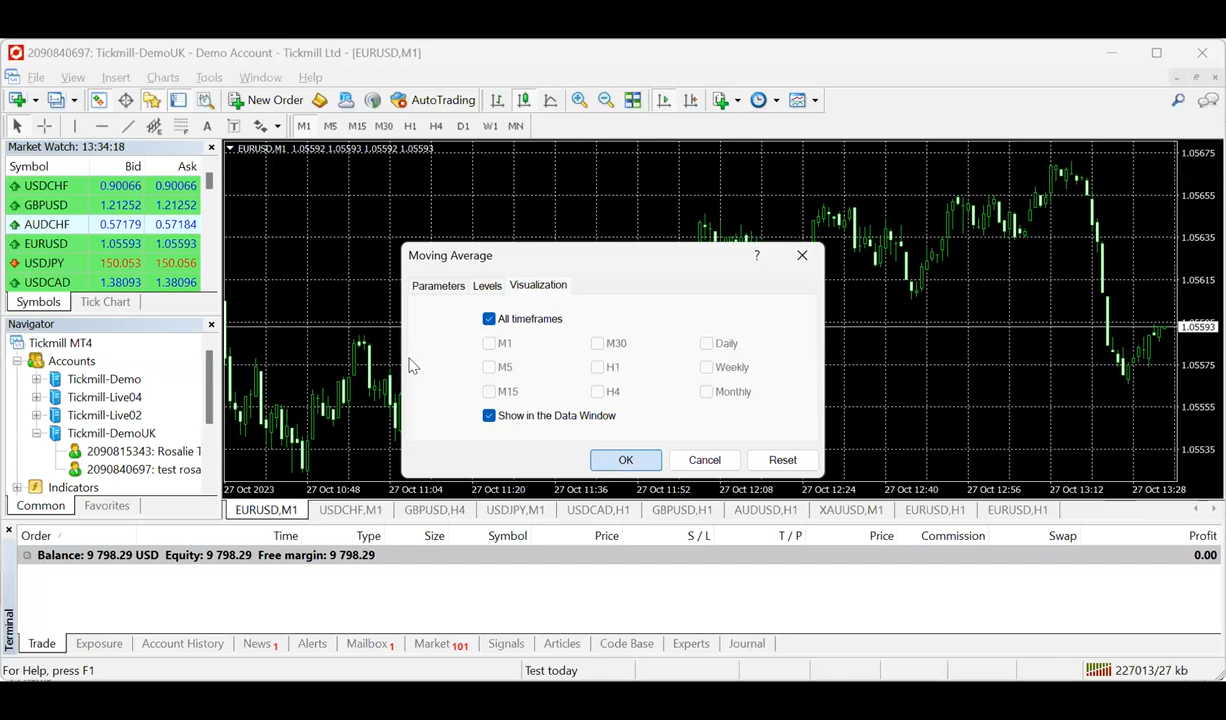 2090840697: Tickmill-DemoUK - Demo Account - Tickmill Ltd - [EURUSD,M1]
File View Insert Charts Tools Window Help
New Order AutoTrading
A T M1 M5 M15 M30 H1 H4 D1 W1 MN
Market Watch: 13:34:18
Symbol Bid Ask
USDCHF 0.90066 0.90066
GBPUSD 1.21252 1.21252
AUDCHF 0.57179 0.57184
EURUSD 1.05593 1.05593
USDJPY 150.053 150.056
USDCAD 1.38093 1.38096
Symbols Tick Chart
Navigator
Tickmill MT4
Accounts
Tickmill-Demo
Tickmill-Live04
Tickmill-Live02
Tickmill-DemoUK
2090815343: Rosalie T
2090840697: test rosa
Indicators
Common Favorites
EURUSD,M1 1.05592 1.05593 1.05592 1.05593
1.05675
1.05655
1.05635
1.05615
1.05595
1.05593
1.05575
1.05555
1.05535
Moving Average ?
Parameters Levels Visualization
All timeframes
M1 M30 Daily
M5 H1 Weekly
M15 H4 Monthly
Show in the Data Window
OK Cancel Reset
27 Oct 2023 27 Oct 10:48 27 Oct 11:04 27 Oct 11:20 27 Oct 11:36 27 Oct 11:52 27 Oct 12:08 27 Oct 12:24 27 Oct 12:40 27 Oct 12:56 27 Oct 13:12 27 Oct 13:28
EURUSD,M1 USDCHF,M1 GBPUSD,H4 USDJPY,M1 USDCAD,H1 GBPUSD,H1 AUDUSD,H1 XAUUSD,M1 EURUSD,H1 EURUSD,H1
Order / Time Type Size Symbol Price S / L T / P Price Commission Swap Profit
Balance: 9 798.29 USD Equity: 9 798.29 Free margin: 9 798.29 0.00
Terminal
Trade Exposure Account History News 1 Alerts Mailbox 1 Market 101 Signals Articles Code Base Experts Journal
For Help, press F1 Test today 227013/27 kb